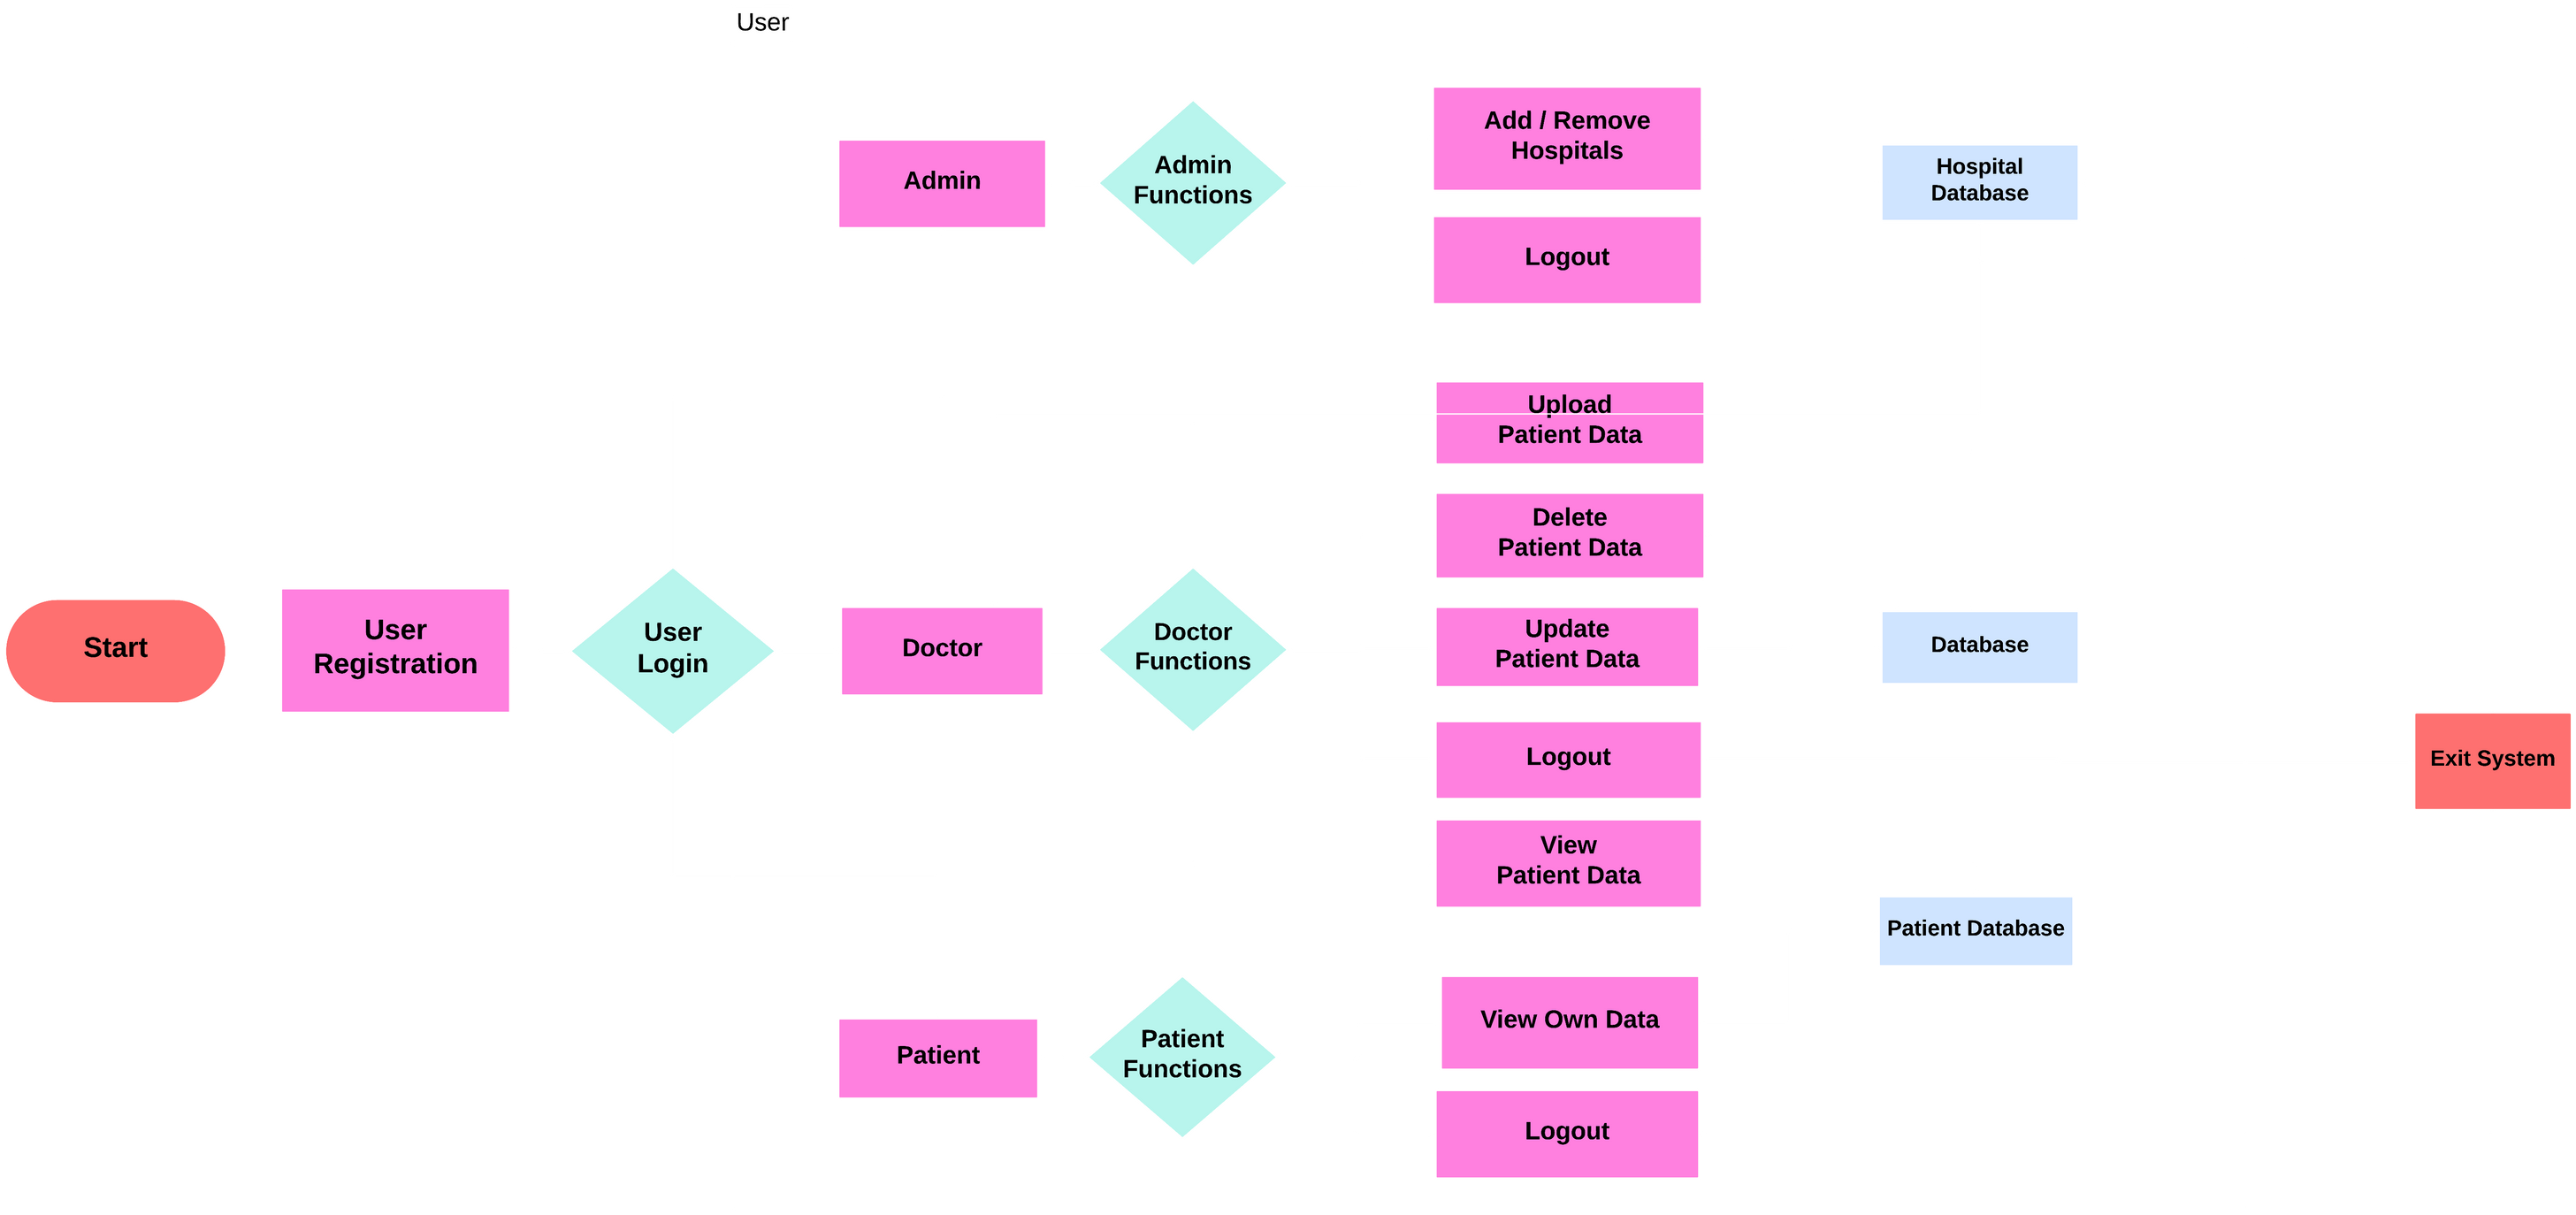 User
Admin
Admin
Functions
Add / Remove
Hospitals
Logout
Hospital
Database
Upload
Patient Data
Delete
Patient Data
Start
User
Registration
User
Login
Doctor
Doctor
Functions
Update
Patient Data
Database
Logout
Exit System
View
Patient Data
Patient Database
Patient
Patient
Functions
View Own Data
Logout